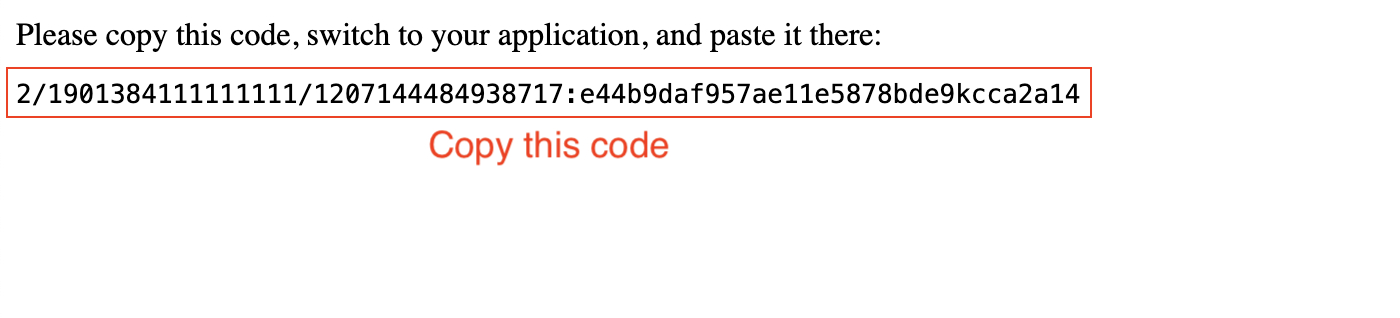 Please copy this code, switch to your application, and paste it there:
2/1901384111111111/1207144484938717:e44b9daf957ae11e5878bde9kcca2a14
Copy this code